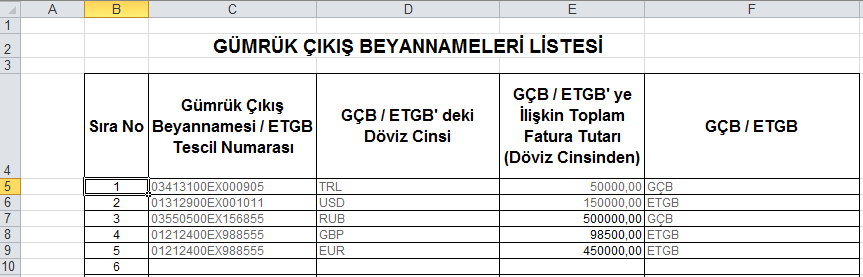 A B C D E F
1
2 GÜMRÜK ÇIKIŞ BEYANNAMELERİ LİSTESİ
3
4 Sıra No
Gümrük Çıkış
Beyannamesi / ETGB
Tescil Numarası
GÇB / ETGB' deki
Döviz Cinsi
GÇB / ETGB' ye
İlişkin Toplam
Fatura Tutarı
(Döviz Cinsinden)
GÇB / ETGB
5 1 03413100EX000905 TRL 50000,00 GÇB
6 2 01312900EX001011 USD 150000,00 ETGB
7 3 03550500EX156855 RUB 500000,00 GÇB
8 4 01212400EX988555 GBP 98500,00 ETGB
9 5 01212400EX988555 EUR 450000,00 ETGB
10 6